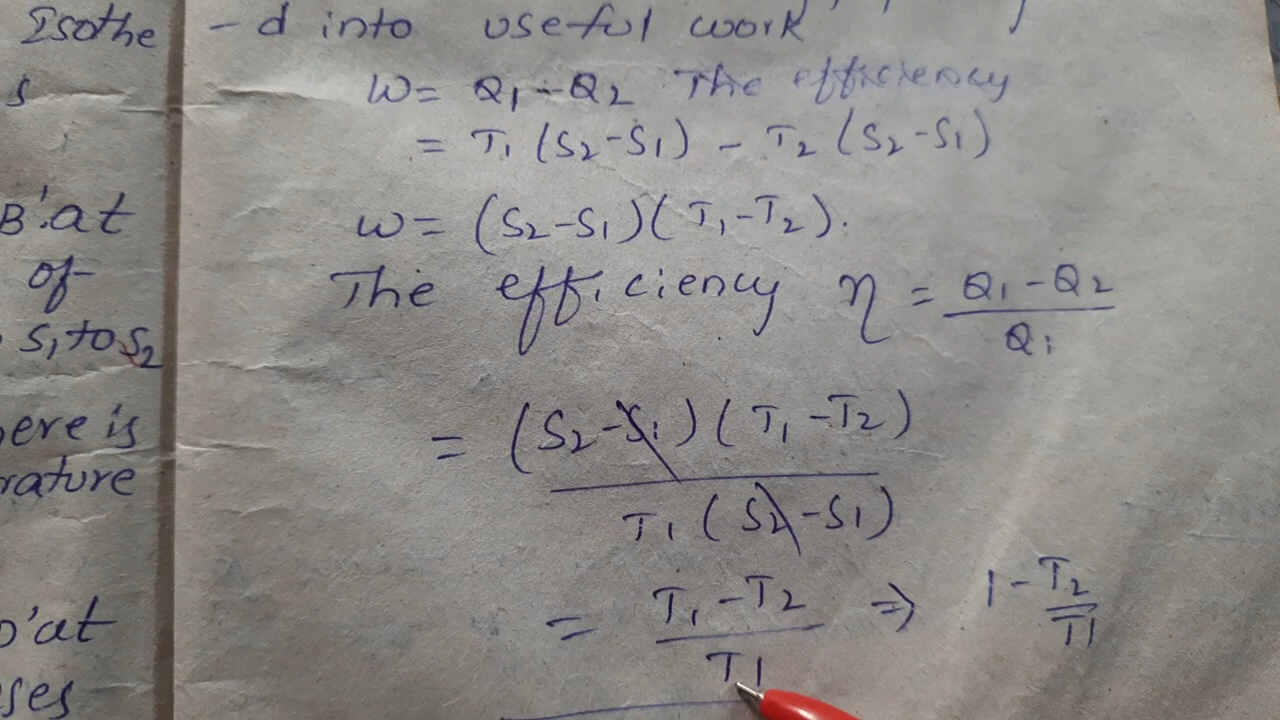 Isothe
s
B'.at
of
S₁ to S₂
ere is
rature
'at
ses
- d into useful work
W = Q₁ - Q₂ The efficiency
= T₁ (S₂ - S₁) - T₂ (S₂ - S₁)
W = (S₂ - S₁) (T₁ - T₂).
The efficiency η = (Q₁ - Q₂) / Q₁
= (S₂ - S₁) (T₁ - T₂) / T₁ (S₂ - S₁)
= (T₁ - T₂) / T₁ ⇒ 1 - T₂ / T1